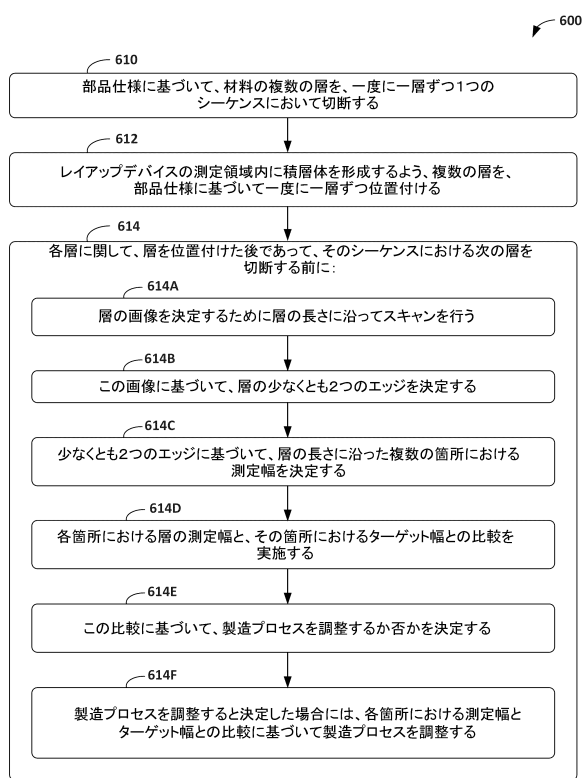 600
610
部品仕様に基づいて、材料の複数の層を、一度に一層ずつ1つの
シーケンスにおいて切断する
612
レイアップデバイスの測定領域内に積層体を形成するよう、複数の層を、
部品仕様に基づいて一度に一層ずつ位置付ける
614
各層に関して、層を位置付けた後であって、そのシーケンスにおける次の層を
切断する前に:
614A
層の画像を決定するために層の長さに沿ってスキャンを行う
614B
この画像に基づいて、層の少なくとも2つのエッジを決定する
614C
少なくとも2つのエッジに基づいて、層の長さに沿った複数の箇所における
測定幅を決定する
614D
各箇所における層の測定幅と、その箇所におけるターゲット幅との比較を
実施する
614E
この比較に基づいて、製造プロセスを調整するか否かを決定する
614F
製造プロセスを調整すると決定した場合には、各箇所における測定幅と
ターゲット幅との比較に基づいて製造プロセスを調整する